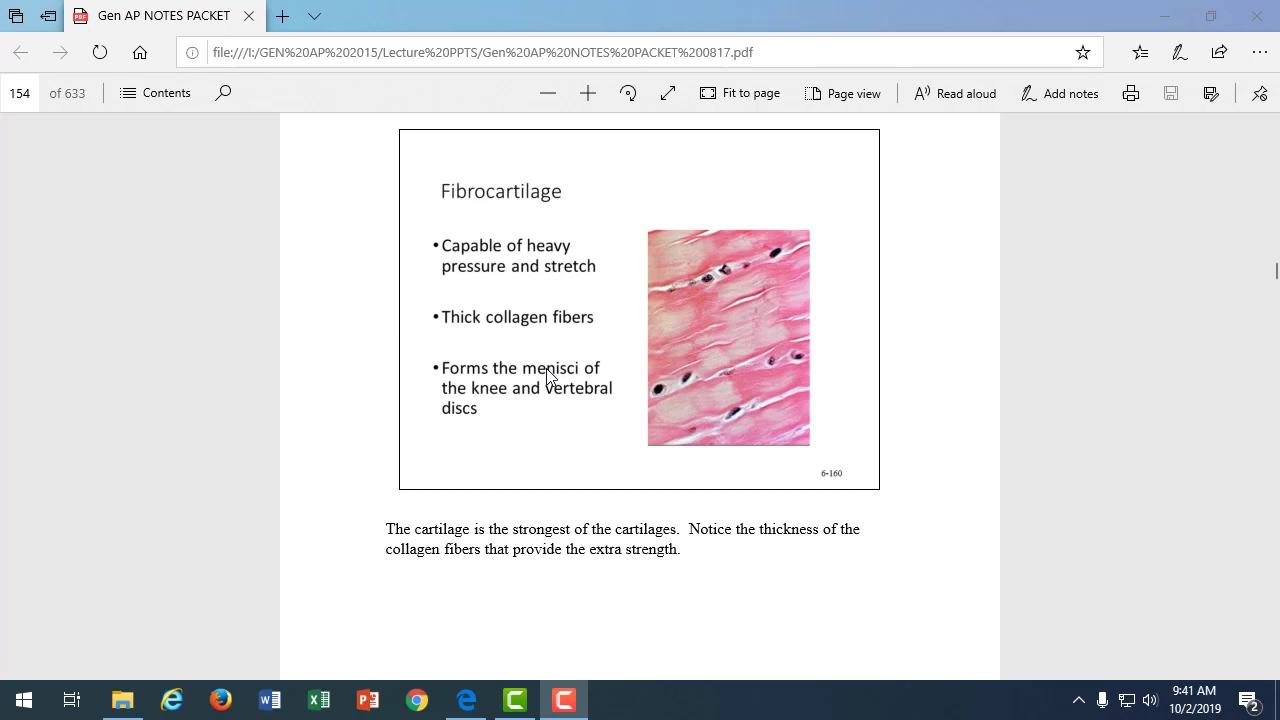 Gen AP NOTES PACKET
file:///I:/GEN%20AP%202015/Lecture%20PPTS/Gen%20AP%20NOTES%20PACKET%200817.pdf
154 of 633 Contents Fit to page Page view Read aloud Add notes
Fibrocartilage
•Capable of heavy
pressure and stretch
•Thick collagen fibers
•Forms the menisci of
the knee and vertebral
discs
6-160
The cartilage is the strongest of the cartilages.  Notice the thickness of the
collagen fibers that provide the extra strength.
9:41 AM
10/2/2019
2